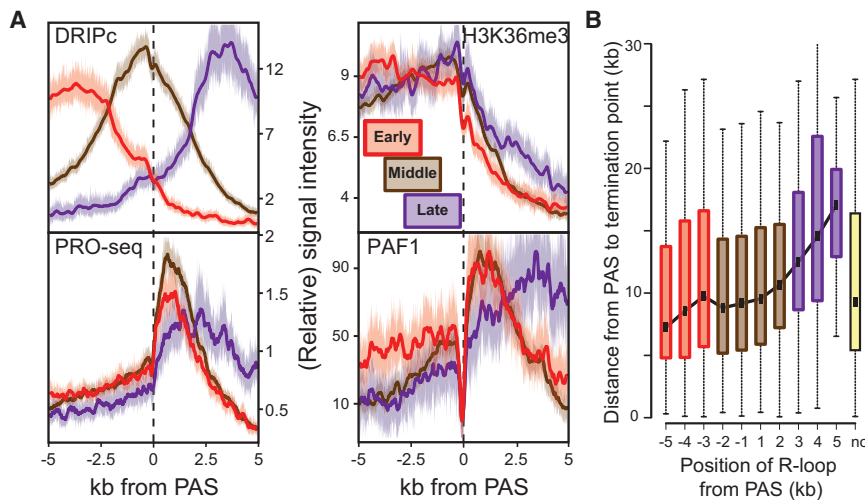 A
B
DRIPc
H3K36me3
12
7
2
9
6.5
4
Early
Middle
Late
(Relative) signal intensity
PRO-seq
PAF1
2
1.5
1
0.5
90
50
10
-5 -2.5 0 2.5 5
-5 -2.5 0 2.5 5
kb from PAS
kb from PAS
Distance from PAS to termination point (kb)
30
20
10
0
-5 -4 -3 -2 -1 1 2 3 4 5 no
Position of R-loop
from PAS (kb)